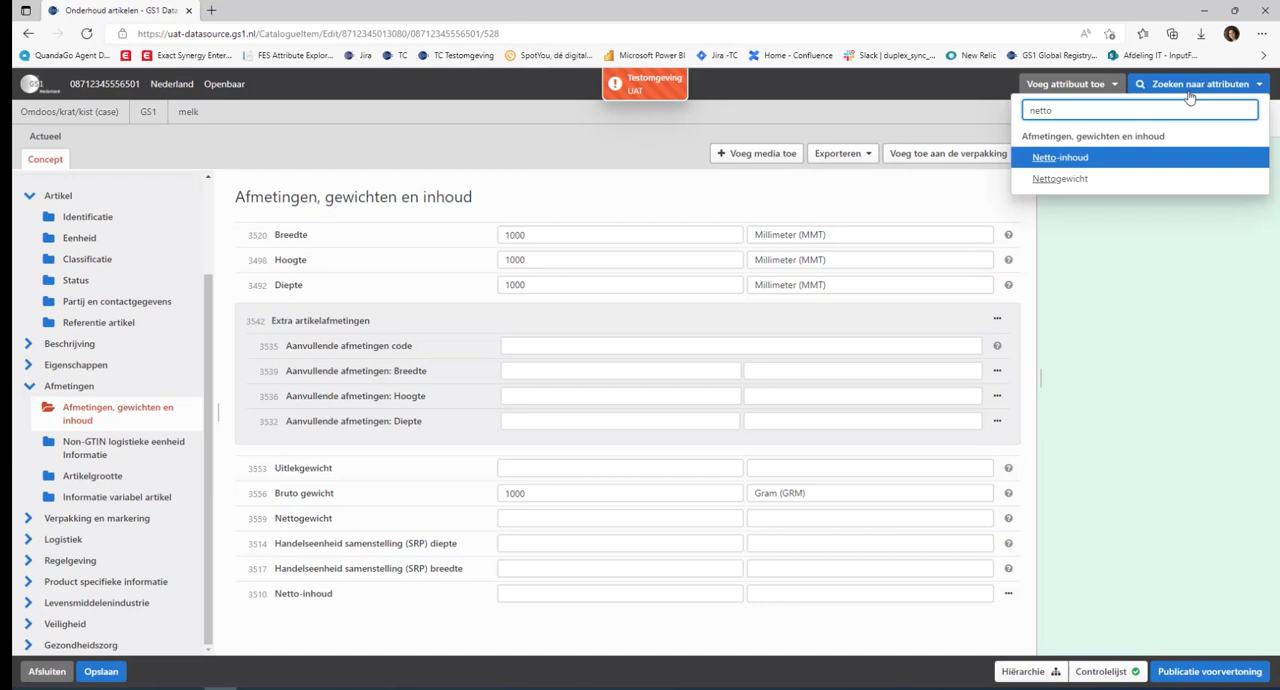 Onderhoud artikelen - GS1 Data
https://uat-datasource.gs1.nl/CatalogueItem/Edit/8712345013080/08712345556501/528
QuandaGo Agent D...
Exact Synergy Enter...
FES Attribute Explor...
Jira
TC
TC Testomgeving
SpotYou, dé digital...
Microsoft Power BI
Jira -TC
Home - Confluence
Slack | duplex_sync_...
New Relic
GS1 Global Registry...
Afdeling IT - InputF...
GS1 Nederland
08712345556501
Nederland
Openbaar
Testomgeving
UAT
Voeg attribuut toe
Zoeken naar attributen
Omdoos/krat/kist (case)
GS1
melk
netto
Afmetingen, gewichten en inhoud
Netto-inhoud
Nettogewicht
Actueel
Concept
Voeg media toe
Exporteren
Voeg toe aan de verpakking
Artikel
Identificatie
Eenheid
Classificatie
Status
Partij en contactgegevens
Referentie artikel
Beschrijving
Eigenschappen
Afmetingen
Afmetingen, gewichten en
inhoud
Non-GTIN logistieke eenheid
Informatie
Artikelgrootte
Informatie variabel artikel
Verpakking en markering
Logistiek
Regelgeving
Product specifieke informatie
Levensmiddelenindustrie
Veiligheid
Gezondheidszorg
Afmetingen, gewichten en inhoud
3520 Breedte 1000 Millimeter (MMT)
3498 Hoogte 1000 Millimeter (MMT)
3492 Diepte 1000 Millimeter (MMT)
3542 Extra artikelafmetingen
3535 Aanvullende afmetingen code
3539 Aanvullende afmetingen: Breedte
3536 Aanvullende afmetingen: Hoogte
3532 Aanvullende afmetingen: Diepte
3553 Uitlekgewicht
3556 Bruto gewicht 1000 Gram (GRM)
3559 Nettogewicht
3514 Handelseenheid samenstelling (SRP) diepte
3517 Handelseenheid samenstelling (SRP) breedte
3510 Netto-inhoud
Afsluiten
Opslaan
Hiërarchie
Controlelijst
Publicatie voorvertoning